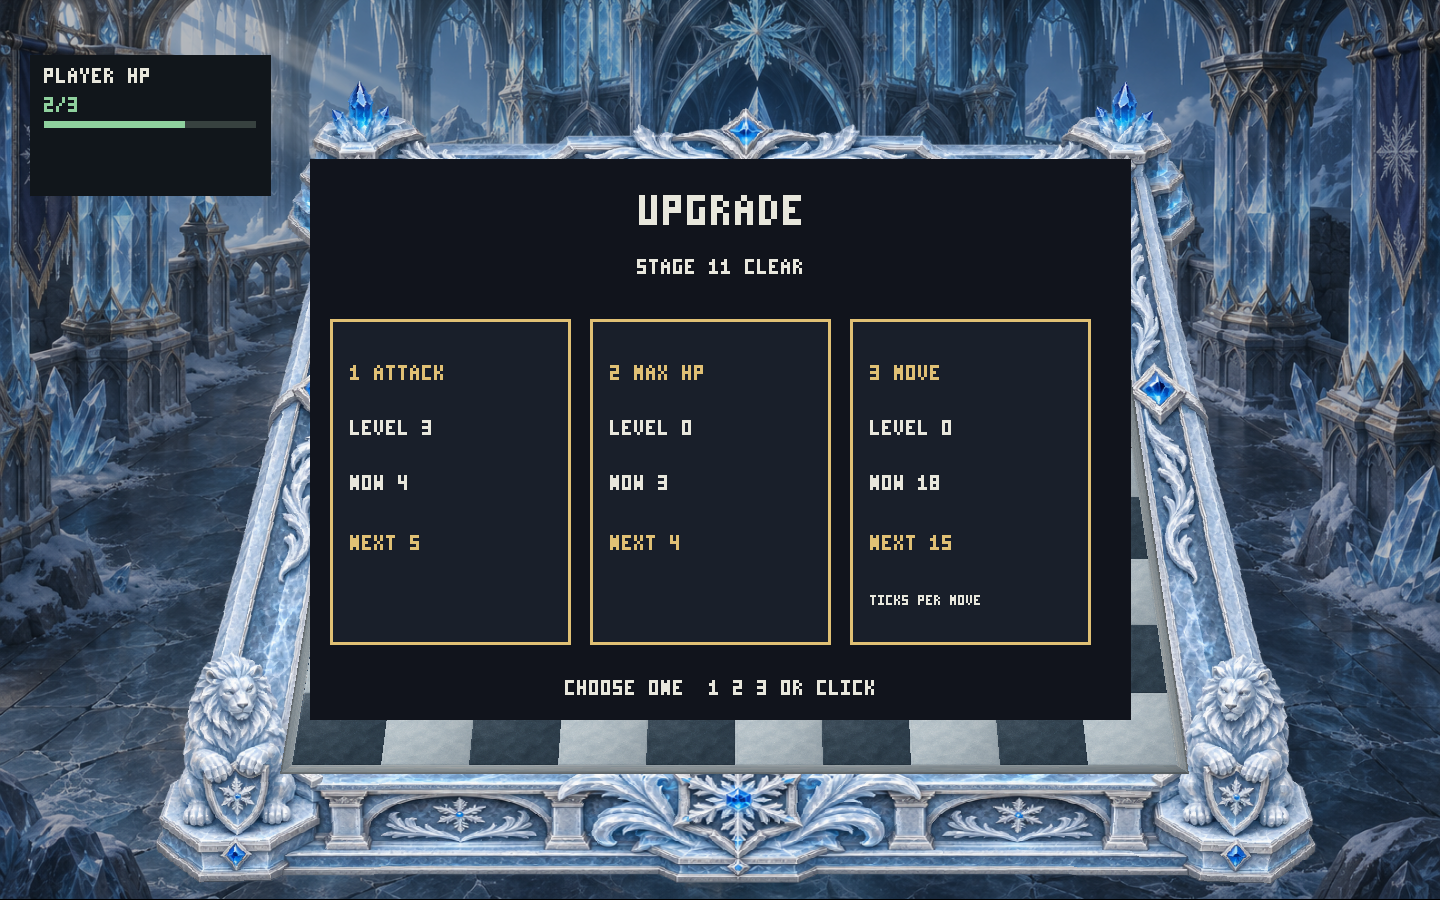 PLAYER HP
2/3
UPGRADE
STAGE 11 CLEAR
1 ATTACK
LEVEL 3
NOW 4
NEXT 5
2 MAX HP
LEVEL 0
NOW 3
NEXT 4
3 MOVE
LEVEL 0
NOW 18
NEXT 15
TICKS PER MOVE
CHOOSE ONE 1 2 3 OR CLICK